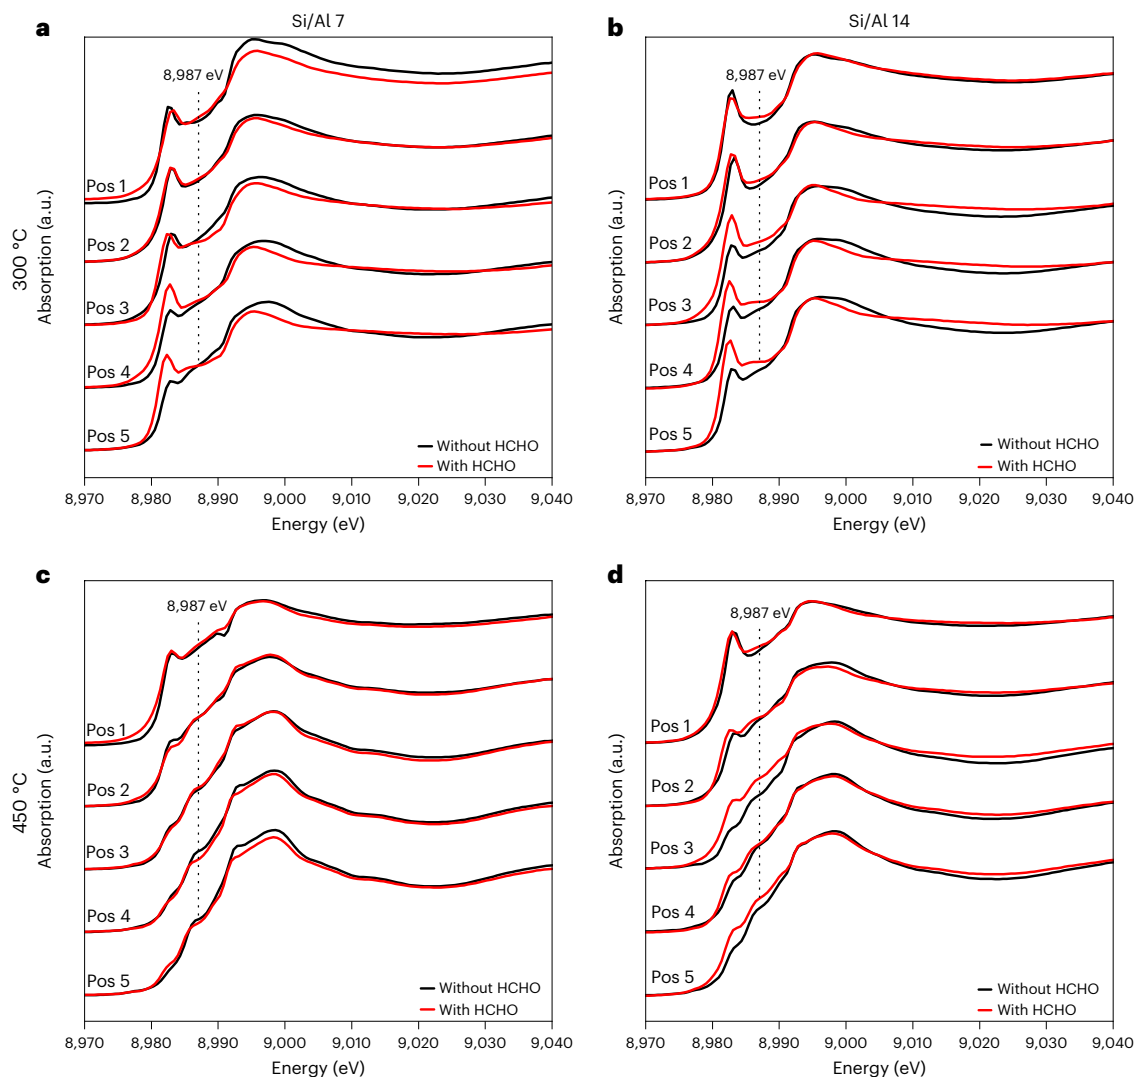 a
Si/Al 7
8,987 eV
Pos 1
Pos 2
Pos 3
Pos 4
Pos 5
300 °C
Absorption (a.u.)
Without HCHO
With HCHO
8,970 8,980 8,990 9,000 9,010 9,020 9,030 9,040
Energy (eV)
b
Si/Al 14
8,987 eV
Pos 1
Pos 2
Pos 3
Pos 4
Pos 5
Absorption (a.u.)
Without HCHO
With HCHO
8,970 8,980 8,990 9,000 9,010 9,020 9,030 9,040
Energy (eV)
c
8,987 eV
Pos 1
Pos 2
Pos 3
Pos 4
Pos 5
450 °C
Absorption (a.u.)
Without HCHO
With HCHO
8,970 8,980 8,990 9,000 9,010 9,020 9,030 9,040
Energy (eV)
d
8,987 eV
Pos 1
Pos 2
Pos 3
Pos 4
Pos 5
Absorption (a.u.)
Without HCHO
With HCHO
8,970 8,980 8,990 9,000 9,010 9,020 9,030 9,040
Energy (eV)